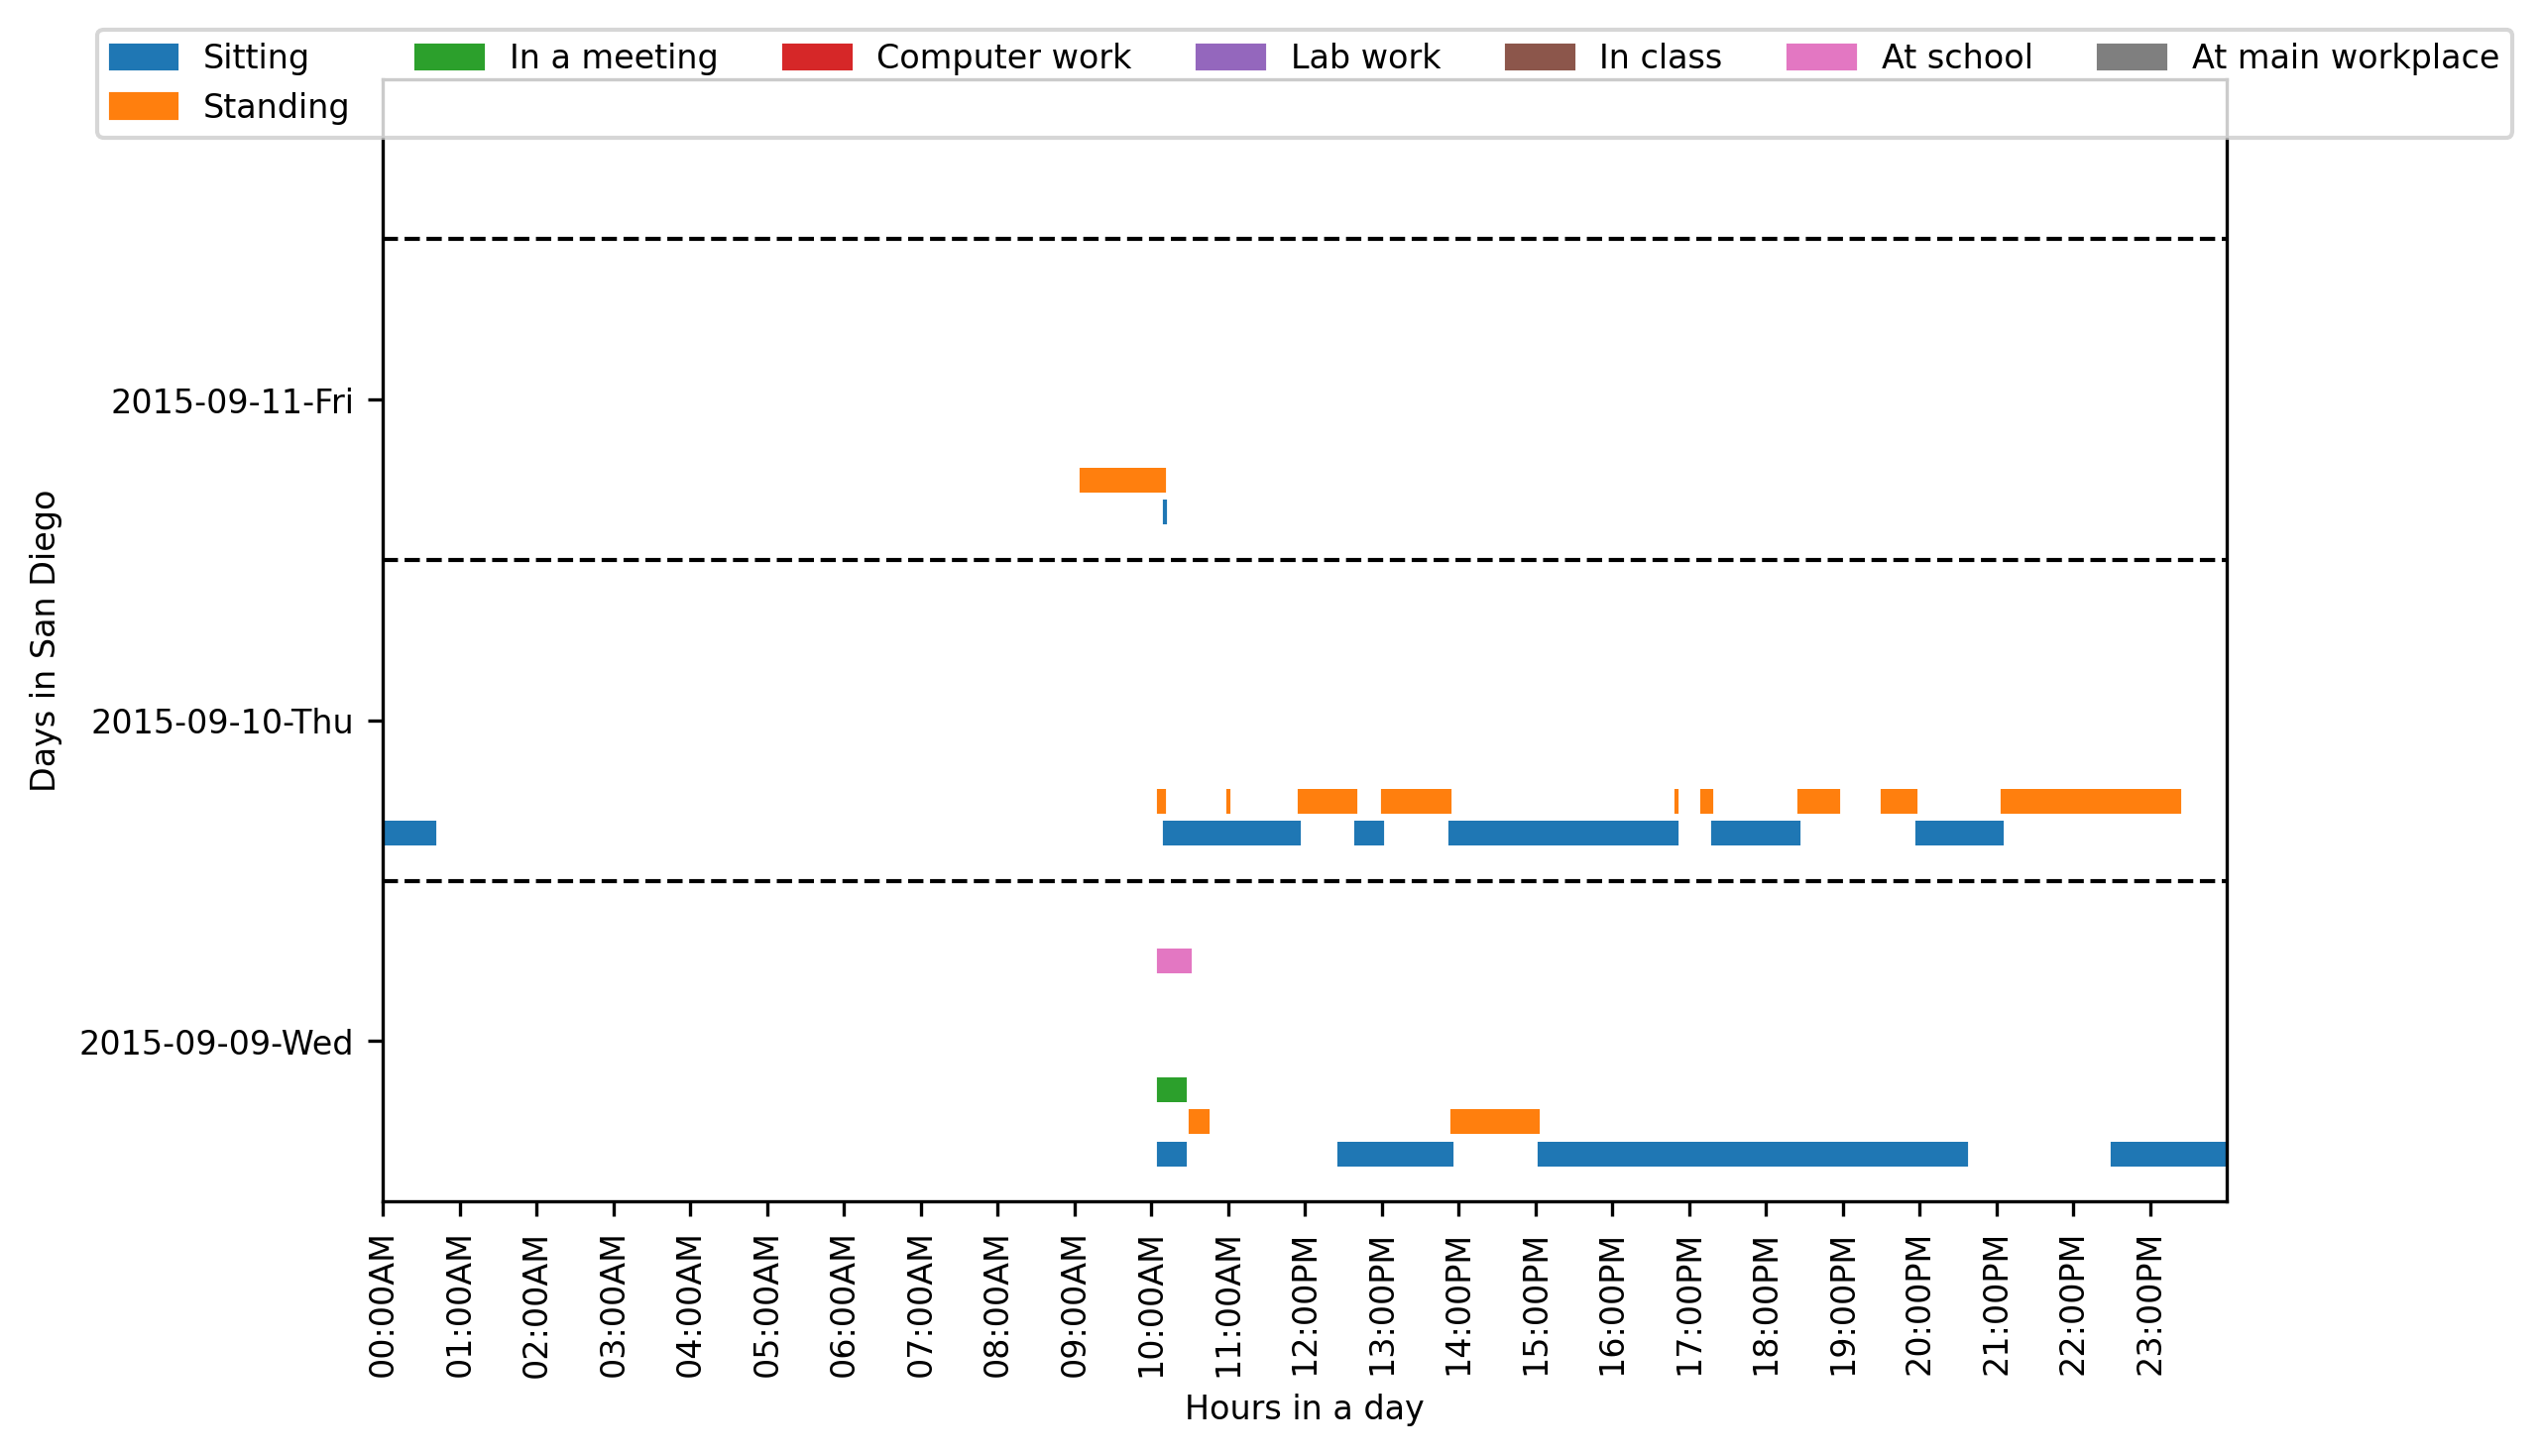 Sitting In a meeting Computer work Lab work In class At school At main workplace
Standing
Days in San Diego
2015-09-11-Fri
2015-09-10-Thu
2015-09-09-Wed
00:00AM 01:00AM 02:00AM 03:00AM 04:00AM 05:00AM 06:00AM 07:00AM 08:00AM 09:00AM 10:00AM 11:00AM 12:00PM 13:00PM 14:00PM 15:00PM 16:00PM 17:00PM 18:00PM 19:00PM 20:00PM 21:00PM 22:00PM 23:00PM
Hours in a day